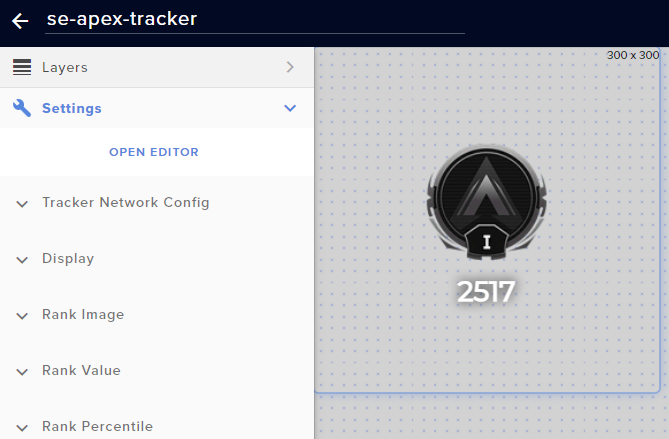 se-apex-tracker
300 x 300
Layers
Settings
OPEN EDITOR
Tracker Network Config
Display
Rank Image
Rank Value
Rank Percentile
I
2517